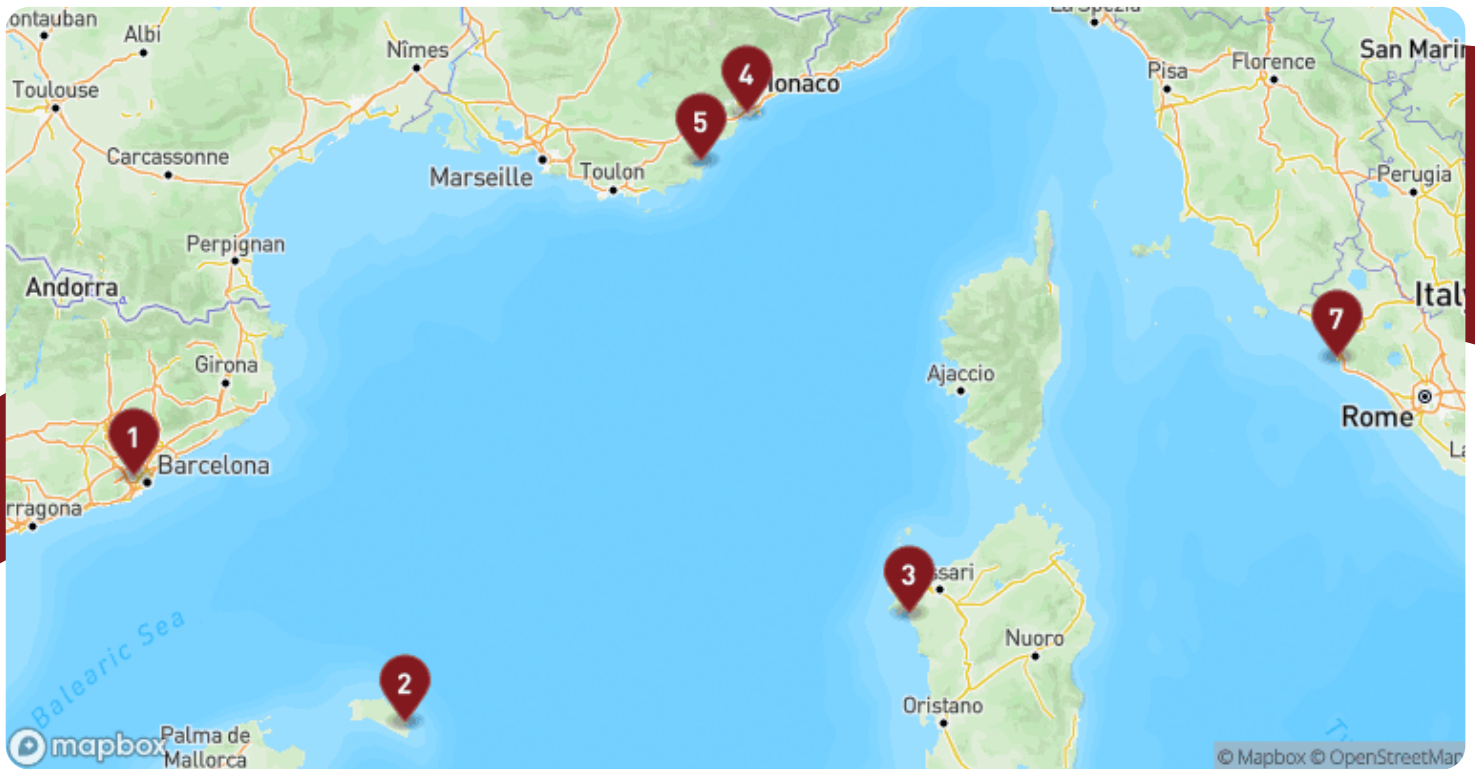 ontauban
Albi
Nîmes
La Spezia
San Marin
Toulouse
Pisa
Florence
4
Monaco
5
Carcassonne
Marseille
Toulon
Perugia
Perpignan
Andorra
Italy
7
Girona
Ajaccio
Rome
1
Barcelona
La
rragona
3
ssari
Balearic Sea
Nuoro
2
Oristano
Palma de
Mallorca
mapbox
© Mapbox © OpenStreetMap